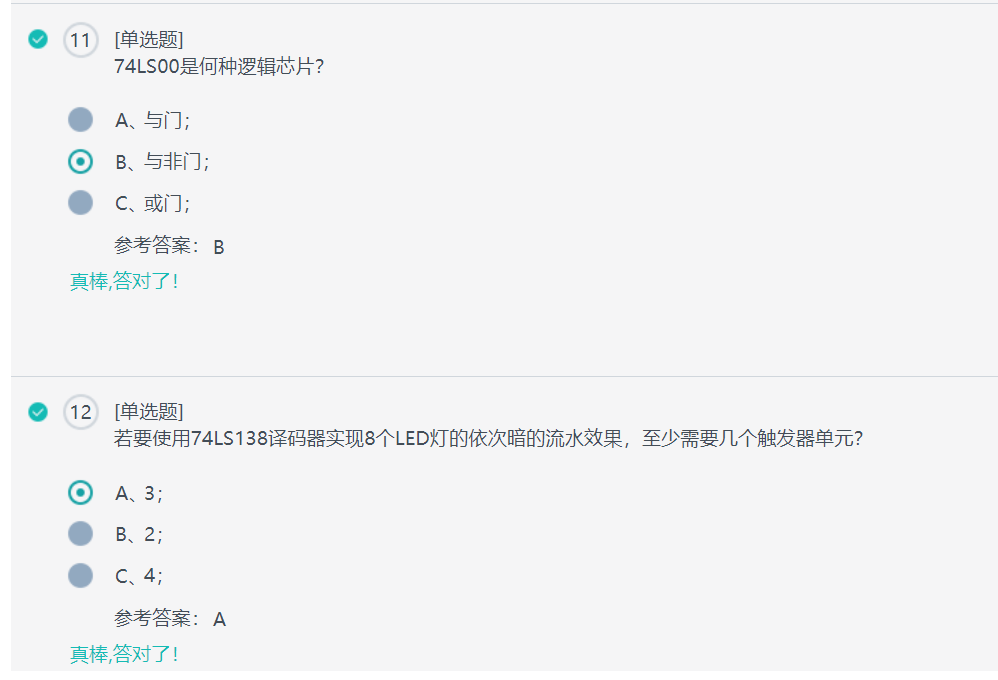 11 [单选题]
74LS00是何种逻辑芯片?
A、与门;
B、与非门;
C、或门;
参考答案： B
真棒,答对了!
12 [单选题]
若要使用74LS138译码器实现8个LED灯的依次暗的流水效果，至少需要几个触发器单元?
A、3;
B、2;
C、4;
参考答案： A
真棒,答对了!